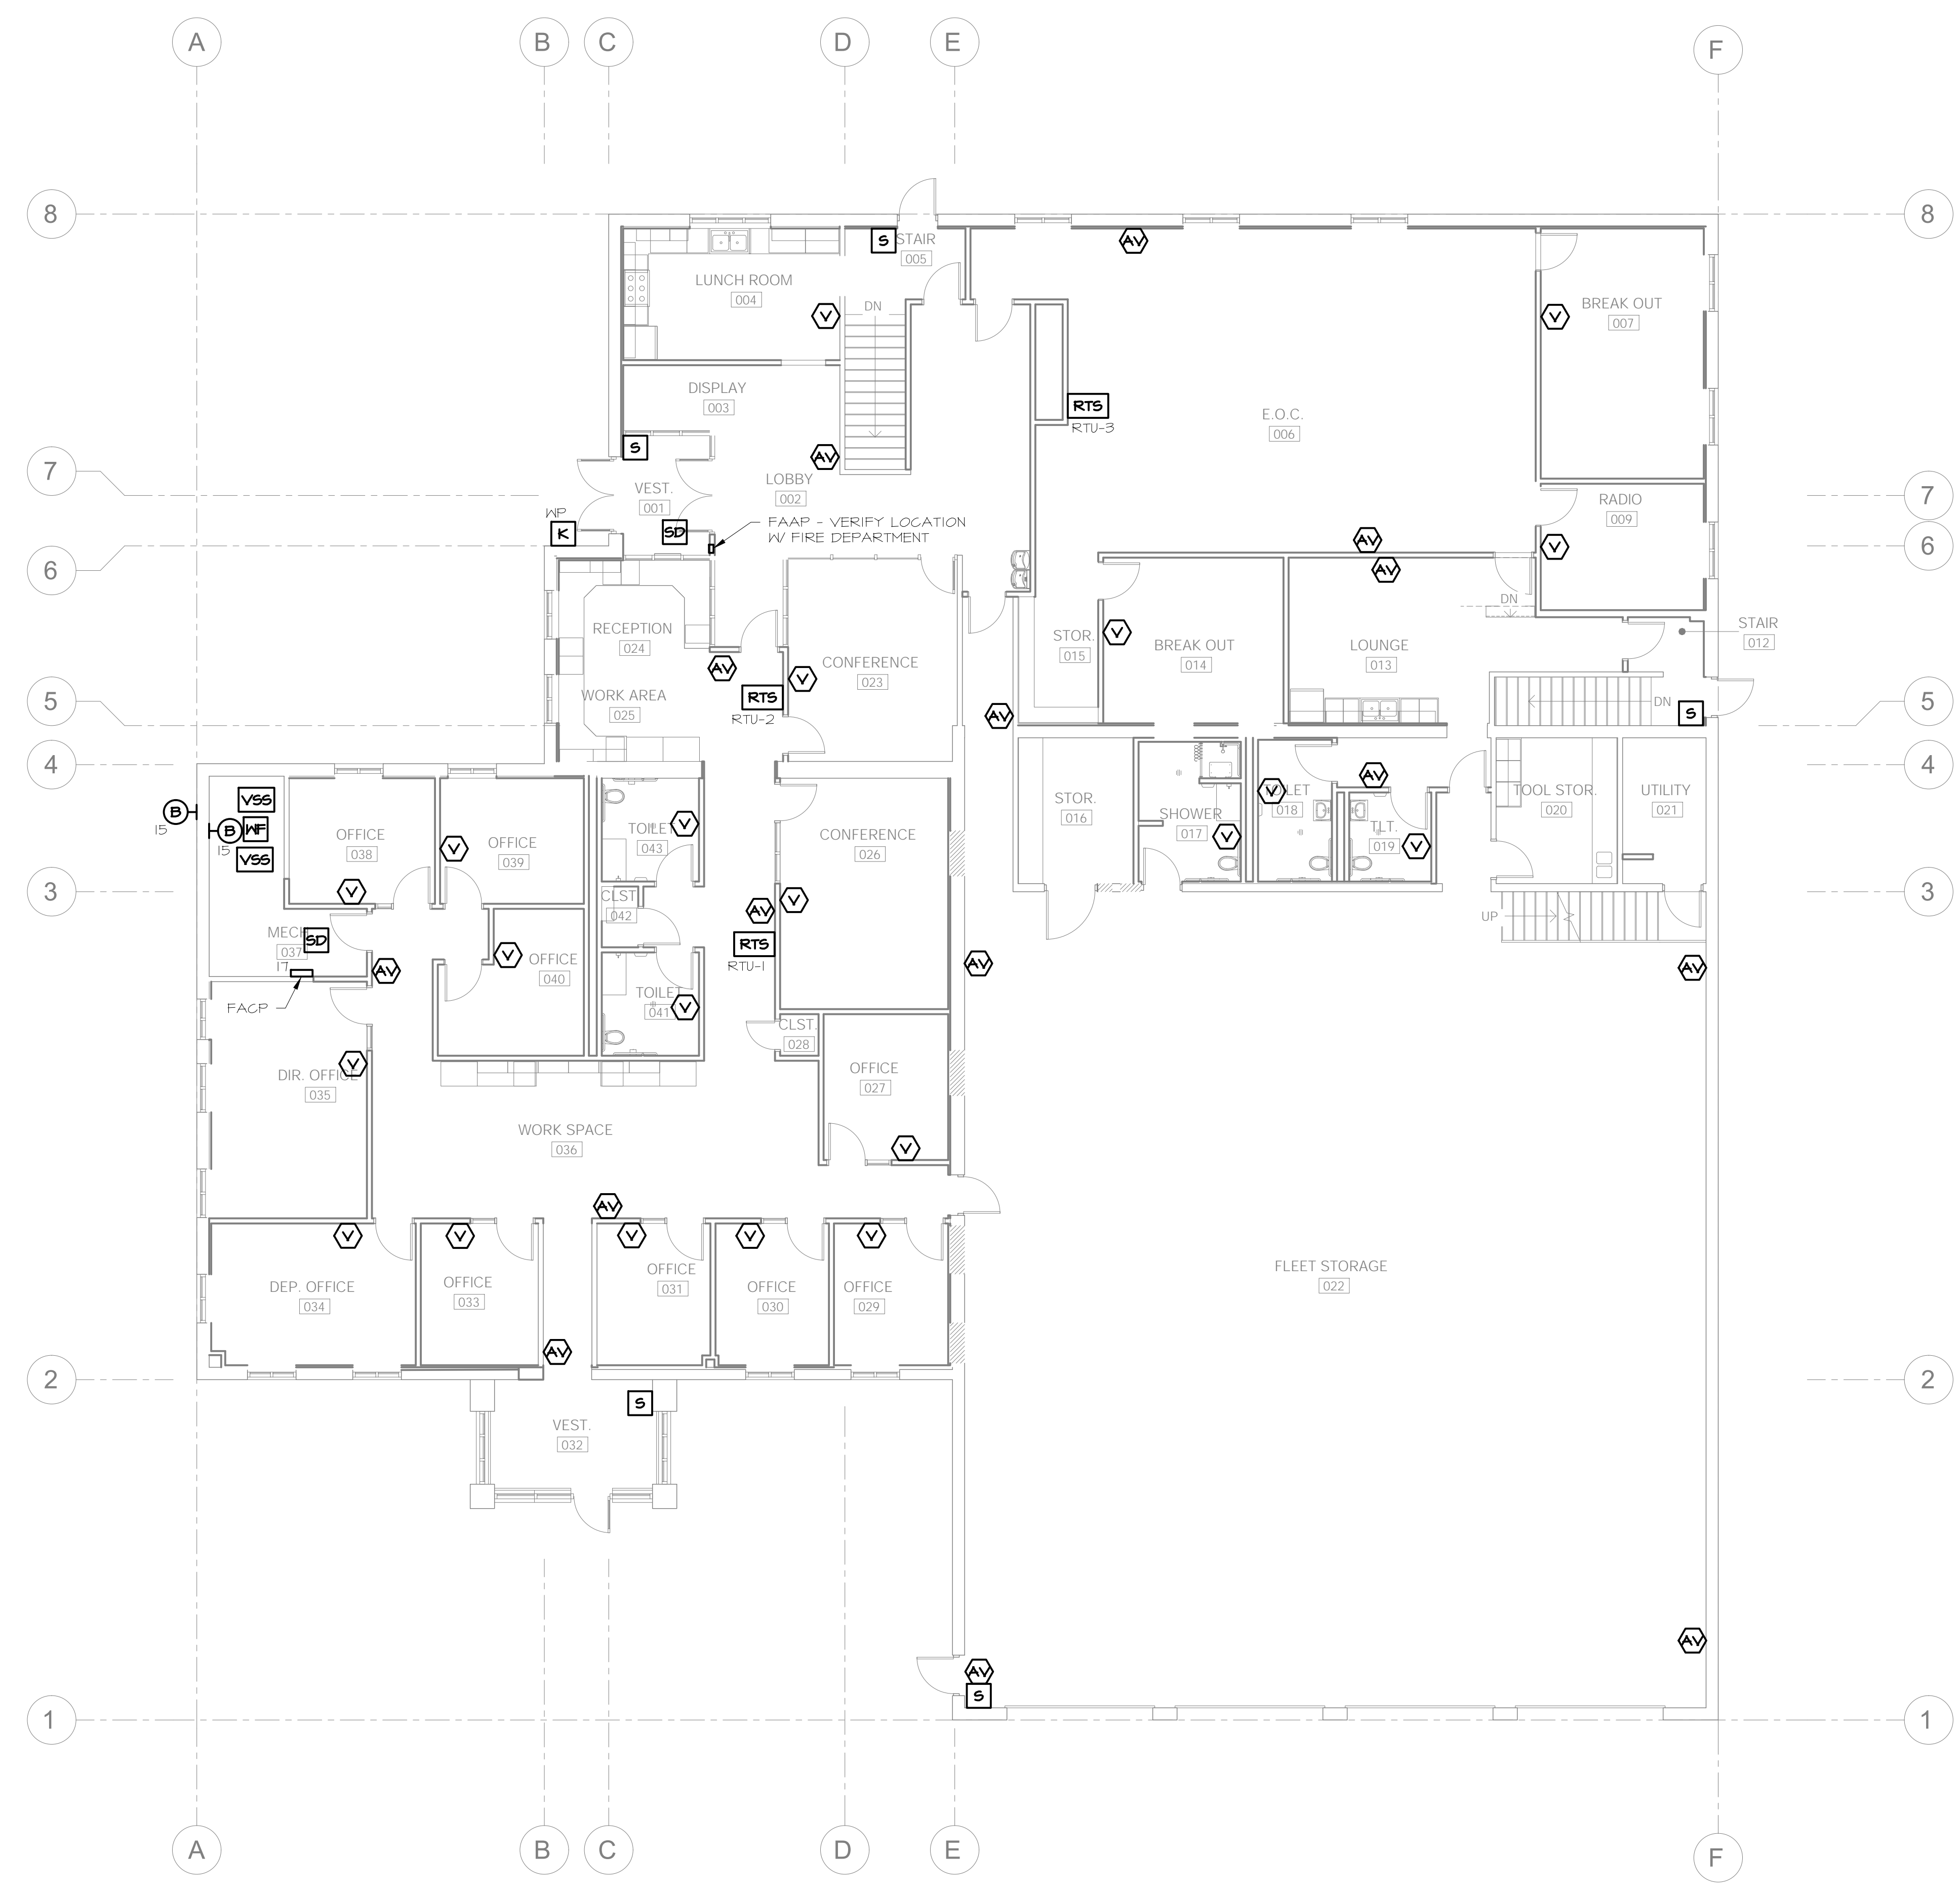 A B C D E F
8 8
S STAIR
005
AV
LUNCH ROOM
004
DN
V
BREAK OUT
007
V
DISPLAY
003
RTS
RTU-3
E.O.C.
006
S
AV
7 7
LOBBY
002
VEST.
001
RADIO
009
WP
K
SD
FAAP - VERIFY LOCATION
W/ FIRE DEPARTMENT
AV
V
6 6
AV
DN
RECEPTION
024
STOR.
015
V
BREAK OUT
014
LOUNGE
013
STAIR
012
AV
CONFERENCE
023
V
WORK AREA
025
RTS
RTU-2
AV
DN
S
5 5
4 4
VSS
B
15
B
15
WF
VSS
OFFICE
038
V
OFFICE
039
V
TOILET
043
V
CONFERENCE
026
V
STOR.
016
SHOWER
017
V
TOILET
018
V
AV
TLT.
019
V
TOOL STOR.
020
UTILITY
021
3 3
CLST.
042
AV
RTS
RTU-1
UP
MECH.
037
SD
17
FACP
AV
V
OFFICE
040
TOILET
041
V
AV
AV
CLST.
028
DIR. OFFICE
035
V
OFFICE
027
V
WORK SPACE
036
AV
V
V
V
V
V
DEP. OFFICE
034
OFFICE
033
OFFICE
031
OFFICE
030
OFFICE
029
FLEET STORAGE
022
AV
2 2
S
VEST.
032
AV
AV
S
1 1
A B C D E F